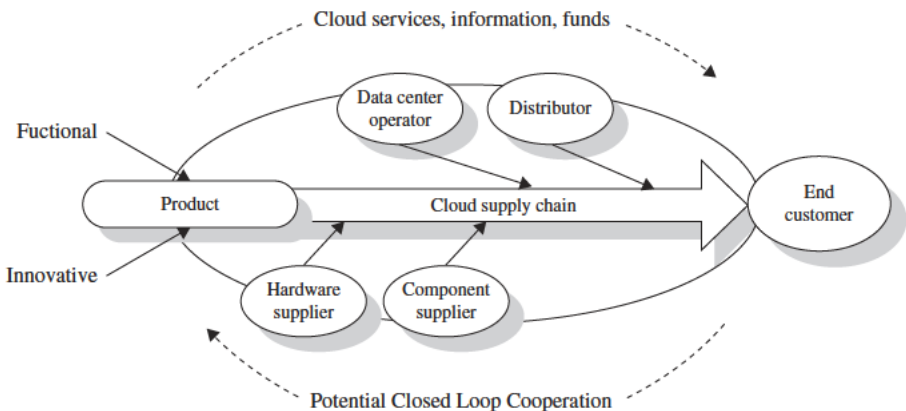 Cloud services, information, funds
Data center
operator
Distributor
Fuctional
Product
Cloud supply chain
End
customer
Innovative
Hardware
supplier
Component
supplier
Potential Closed Loop Cooperation